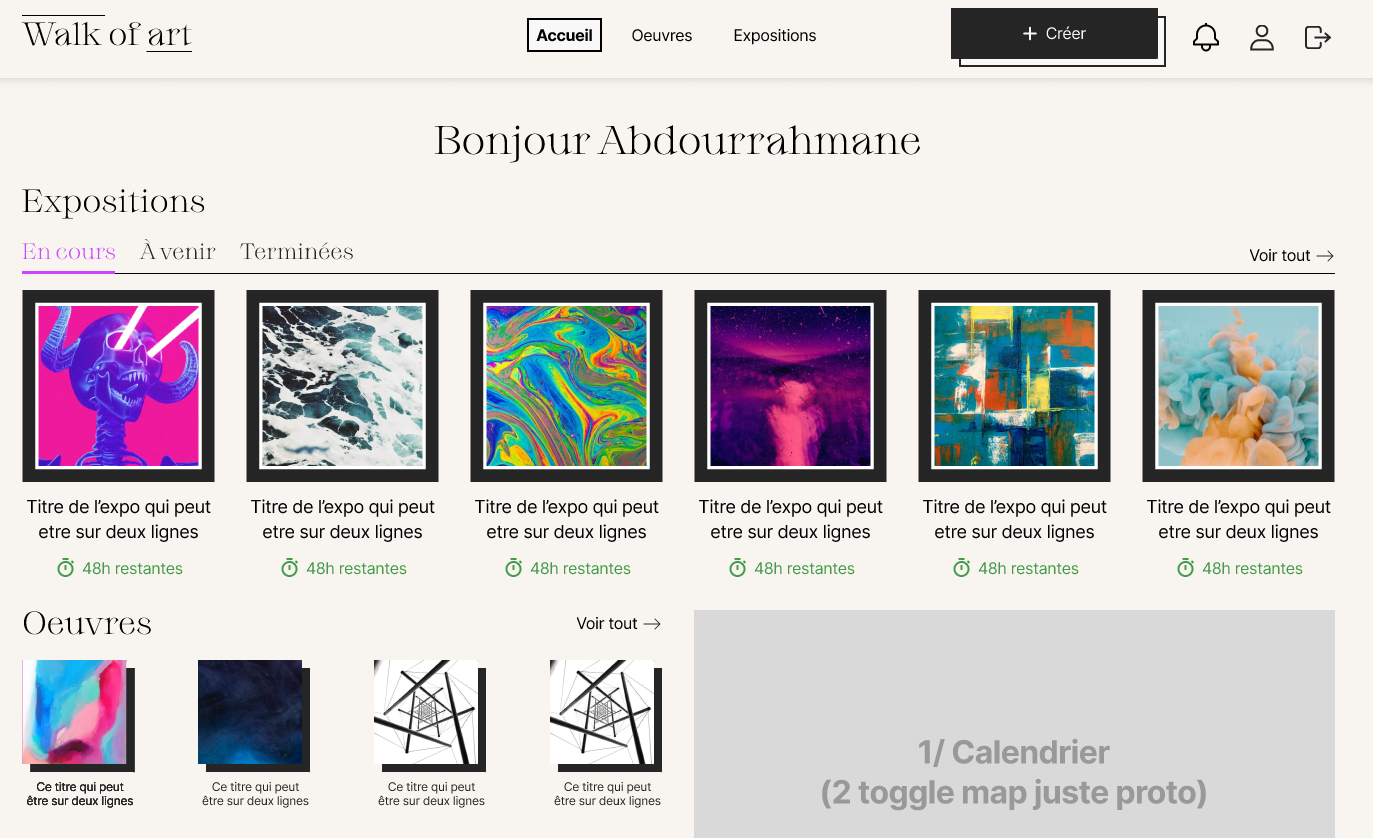 Walk of art
Accueil
Oeuvres
Expositions
+ Créer
Bonjour Abdourrahmane
Expositions
En cours
À venir
Terminées
Voir tout →
Titre de l’expo qui peut
etre sur deux lignes
48h restantes
Titre de l’expo qui peut
etre sur deux lignes
48h restantes
Titre de l’expo qui peut
etre sur deux lignes
48h restantes
Titre de l’expo qui peut
etre sur deux lignes
48h restantes
Titre de l’expo qui peut
etre sur deux lignes
48h restantes
Titre de l’expo qui peut
etre sur deux lignes
48h restantes
Oeuvres
Voir tout →
Ce titre qui peut
être sur deux lignes
Ce titre qui peut
être sur deux lignes
Ce titre qui peut
être sur deux lignes
Ce titre qui peut
être sur deux lignes
1/ Calendrier
(2 toggle map juste proto)